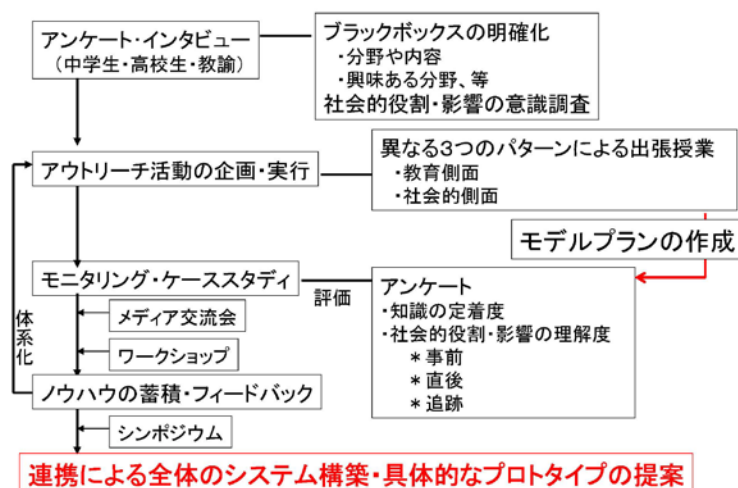 アンケート・インタビュー
（中学生・高校生・教諭）
ブラックボックスの明確化
・分野や内容
・興味ある分野、等
社会的役割・影響の意識調査
アウトリーチ活動の企画・実行
異なる３つのパターンによる出張授業
・教育側面
・社会的側面
モデルプランの作成
モニタリング・ケーススタディ
評価
アンケート
・知識の定着度
・社会的役割・影響の理解度
＊事前
＊直後
＊追跡
体系化
メディア交流会
ワークショップ
ノウハウの蓄積・フィードバック
シンポジウム
連携による全体のシステム構築・具体的なプロトタイプの提案